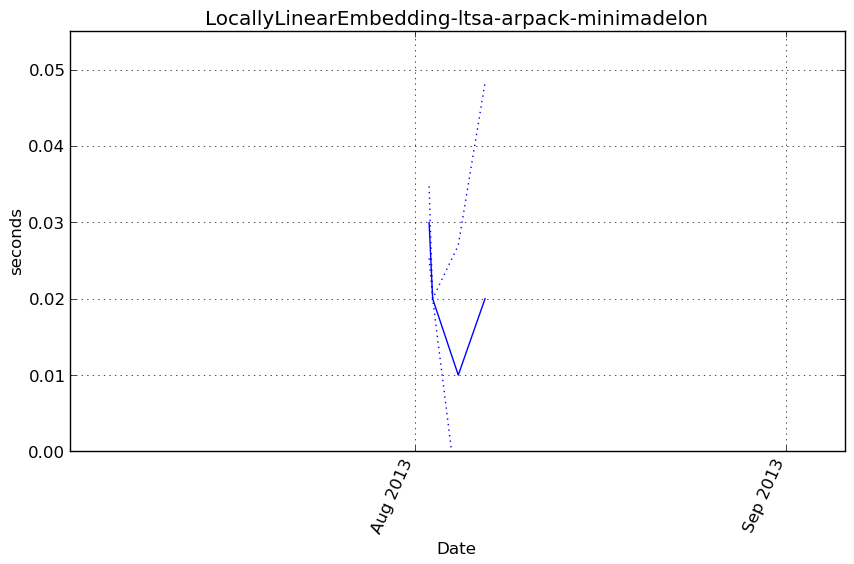 LocallyLinearEmbedding-ltsa-arpack-minimadelon
0.05
0.04
0.03
0.02
0.01
0.00
seconds
Aug 2013
Sep 2013
Date